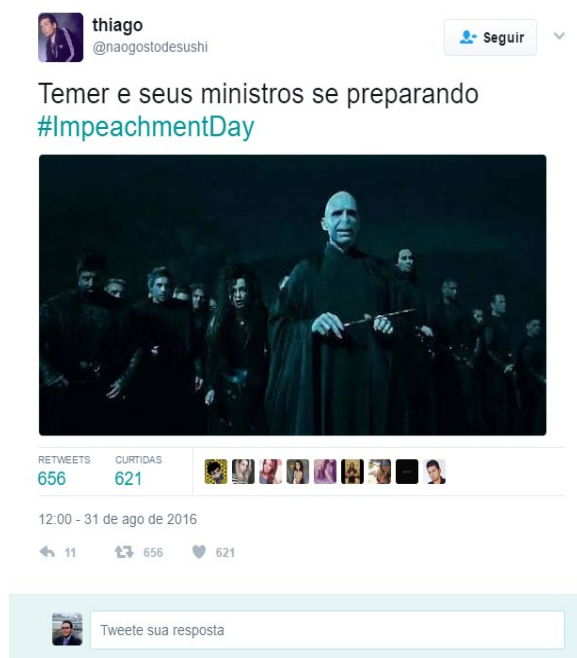 thiago
@naogostodesushi
Seguir
Temer e seus ministros se preparando
#ImpeachmentDay
RETWEETS CURTIDAS
656 621
12:00 - 31 de ago de 2016
11 656 621
Tweete sua resposta